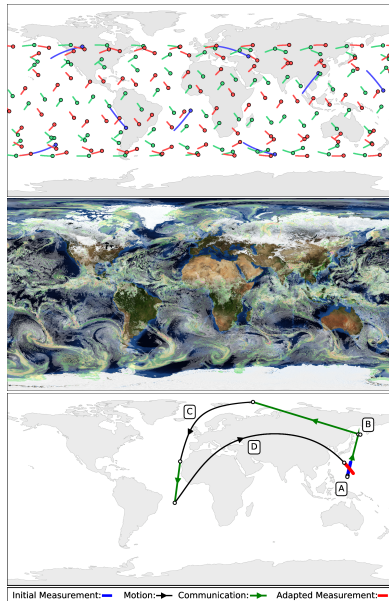 C
B
D
A
Initial Measurement: Motion: Communication: Adapted Measurement: